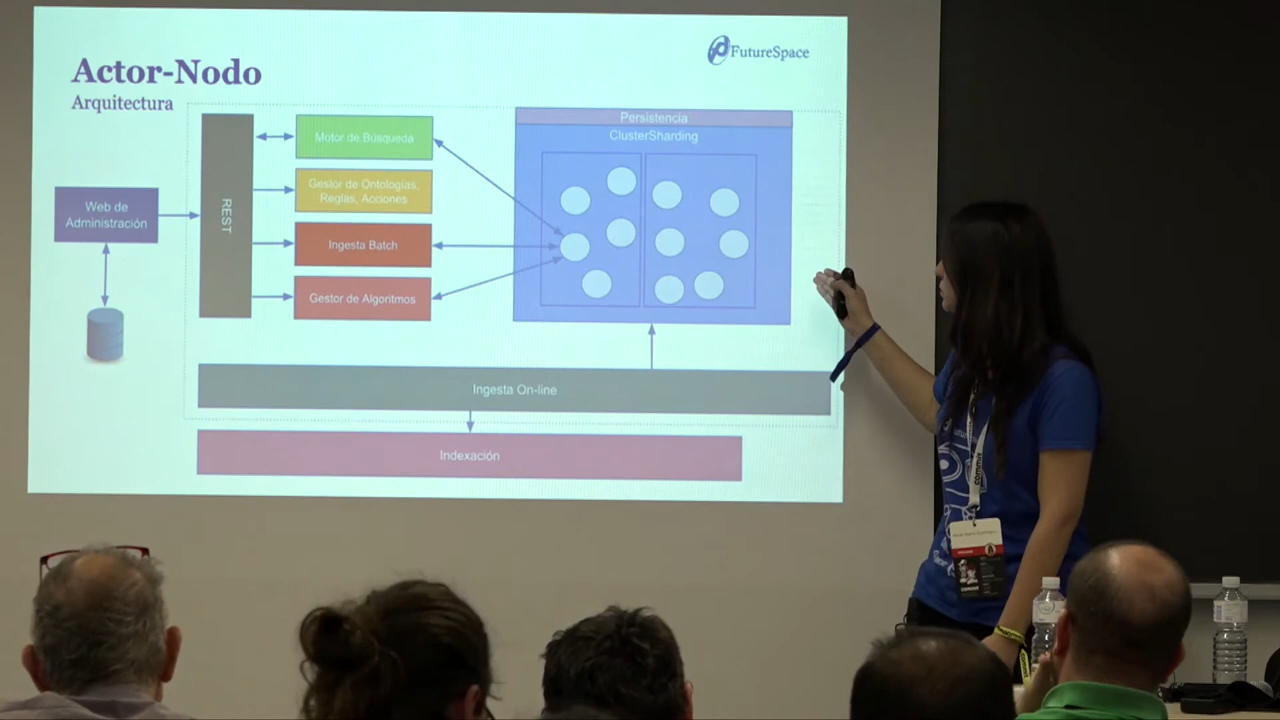 Actor-Nodo
Arquitectura
FutureSpace
Persistencia
ClusterSharding
Motor de Búsqueda
Gestor de Ontologías,
Reglas, Acciones
Ingesta Batch
Gestor de Algoritmos
REST
Web de
Administración
Ingesta On-line
Indexación